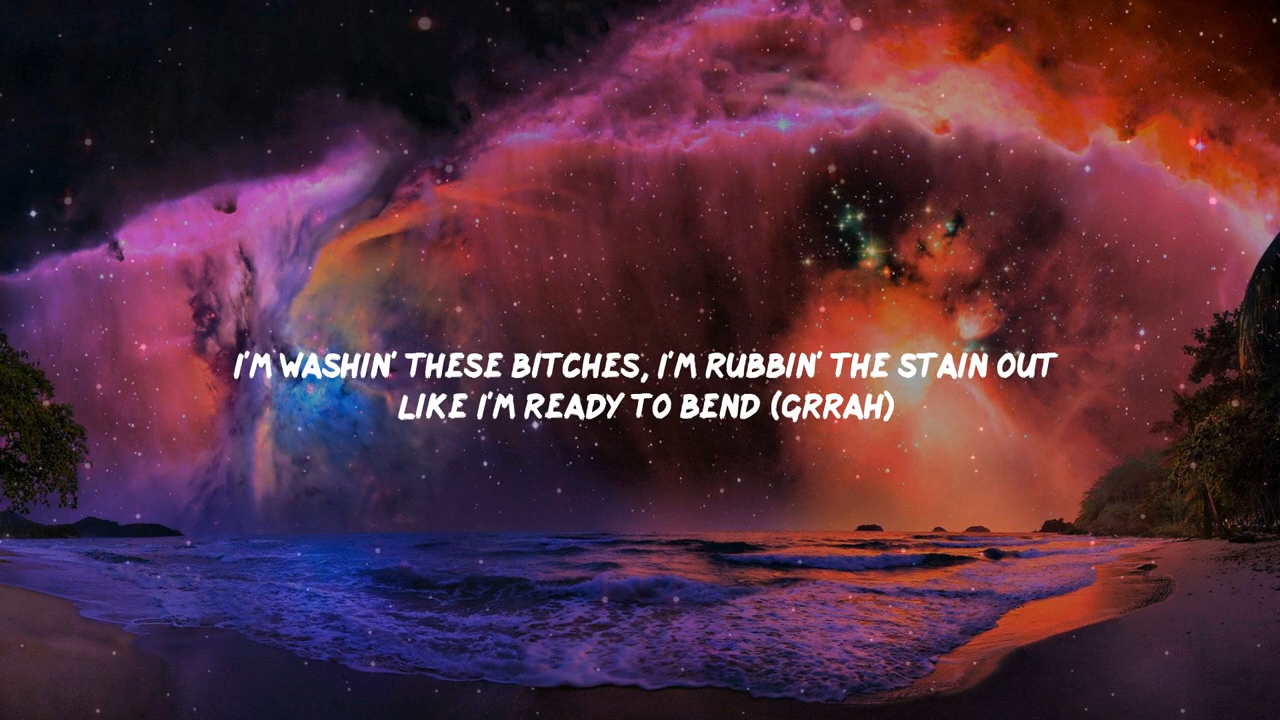 I'M WASHIN' THESE BITCHES, I'M RUBBIN' THE STAIN OUT
LIKE I'M READY TO BEND (GRRAH)